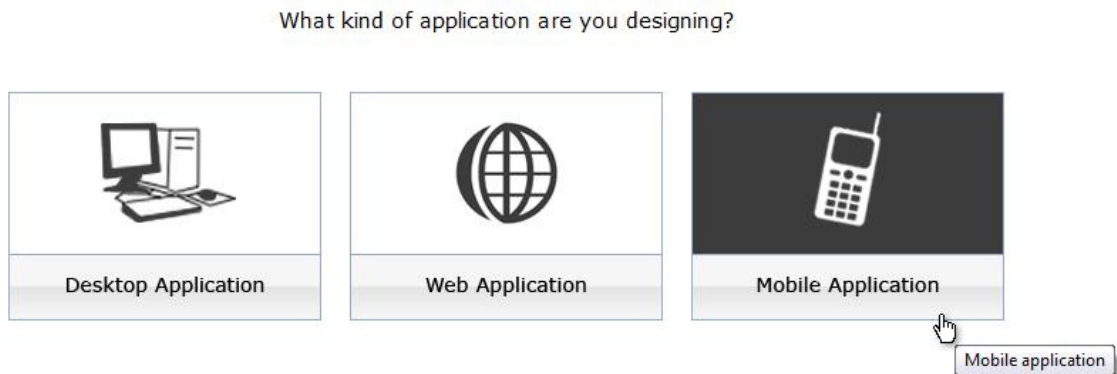 What kind of application are you designing?
Desktop Application
Web Application
Mobile Application
Mobile application